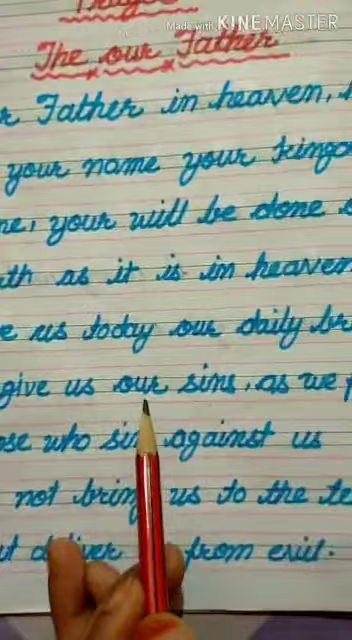 Made with KINEMASTER
The our Father
Father in heaven,
your name your
your will be done
as it is in heaven
us today our daily
give us our sins, as we
who sin against us
not bring us to the
deliver from evil.